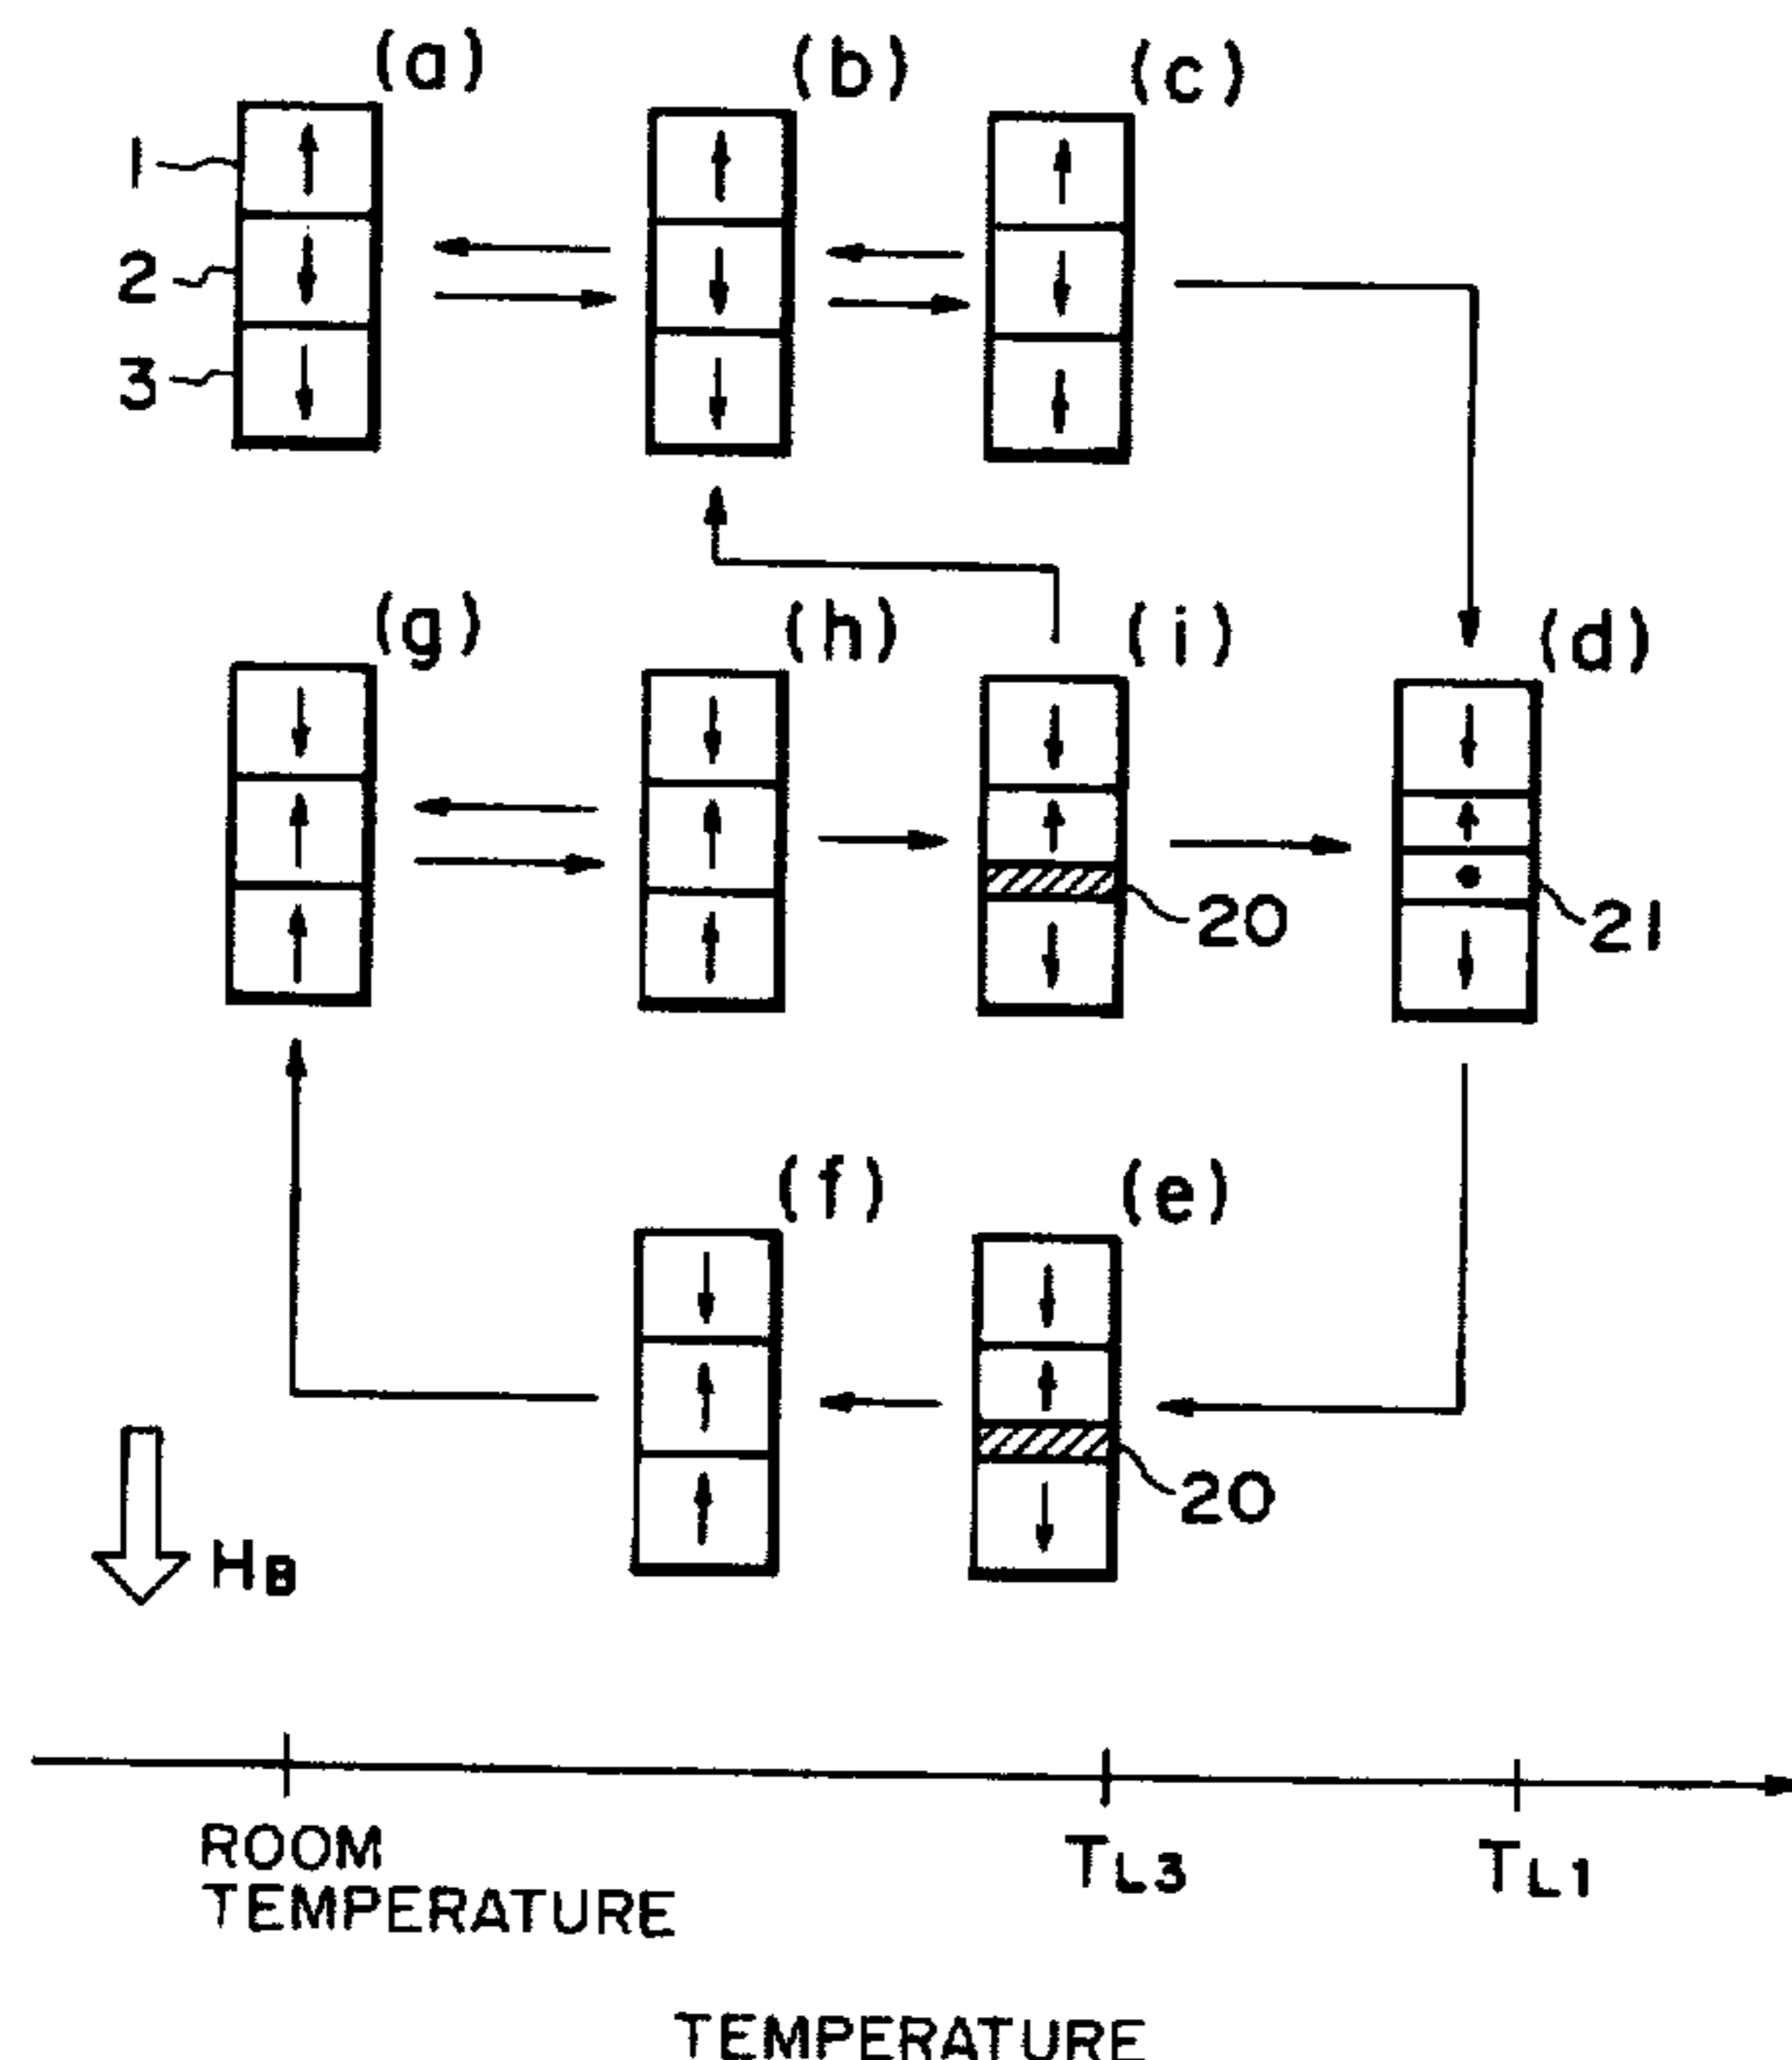 (a) (b) (c)
1
2
3
(g) (h) (i) (d)
20
21
(f) (e)
20
HB
ROOM
TEMPERATURE
TL3
TL1
TEMPERATURE